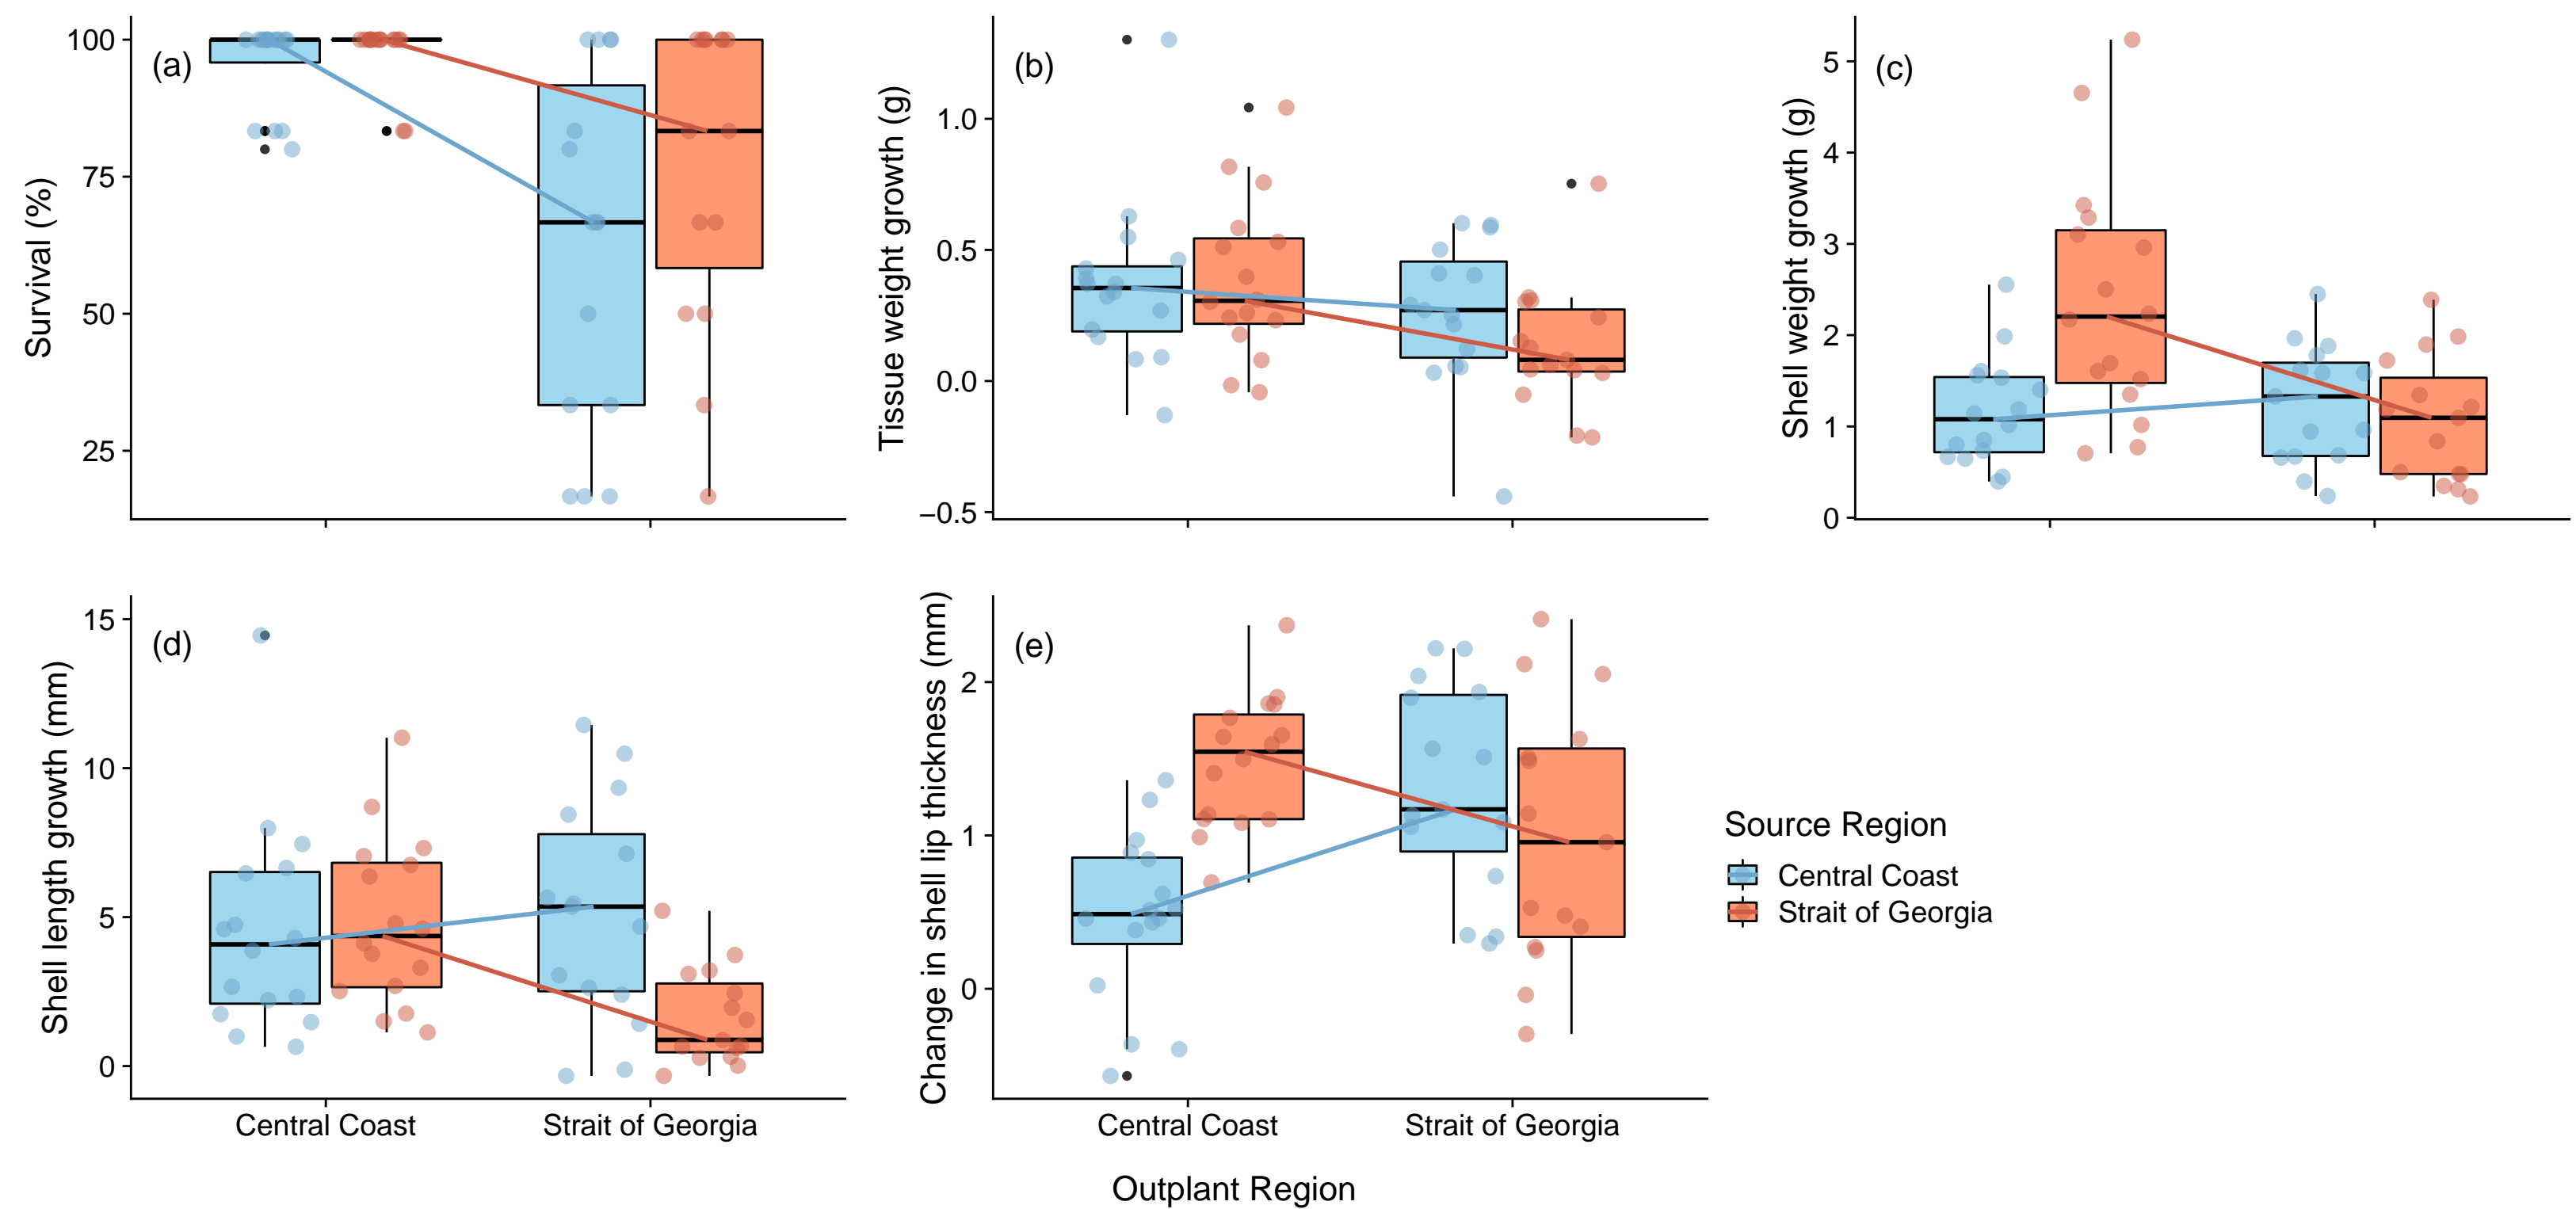 (a)
Survival (%)
100
75
50
25
(b)
Tissue weight growth (g)
1.0
0.5
0.0
−0.5
(c)
Shell weight growth (g)
5
4
3
2
1
0
(d)
Shell length growth (mm)
15
10
5
0
Central Coast
Strait of Georgia
(e)
Change in shell lip thickness (mm)
2
1
0
Central Coast
Strait of Georgia
Source Region
Central Coast
Strait of Georgia
Outplant Region